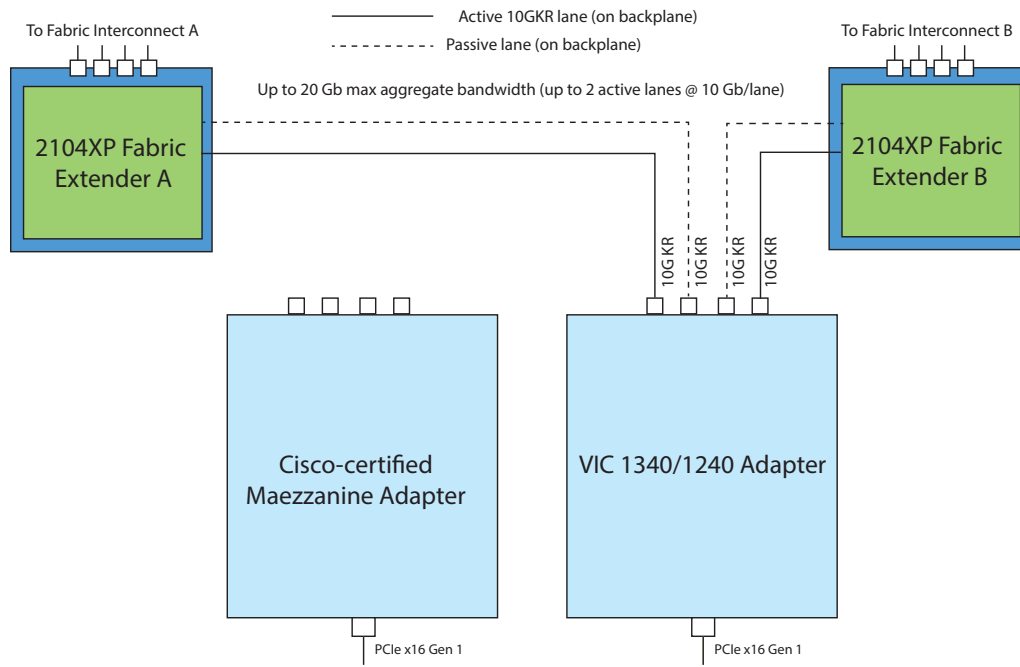 Active 10GKR lane (on backplane)
To Fabric Interconnect A
To Fabric Interconnect B
Passive lane (on backplane)
Up to 20 Gb max aggregate bandwidth (up to 2 active lanes @ 10 Gb/lane)
2104XP Fabric
Extender A
2104XP Fabric
Extender B
10G KR
10G KR
10G KR
10G KR
Cisco-certified
Maezzanine Adapter
VIC 1340/1240 Adapter
PCIe x16 Gen 1
PCIe x16 Gen 1